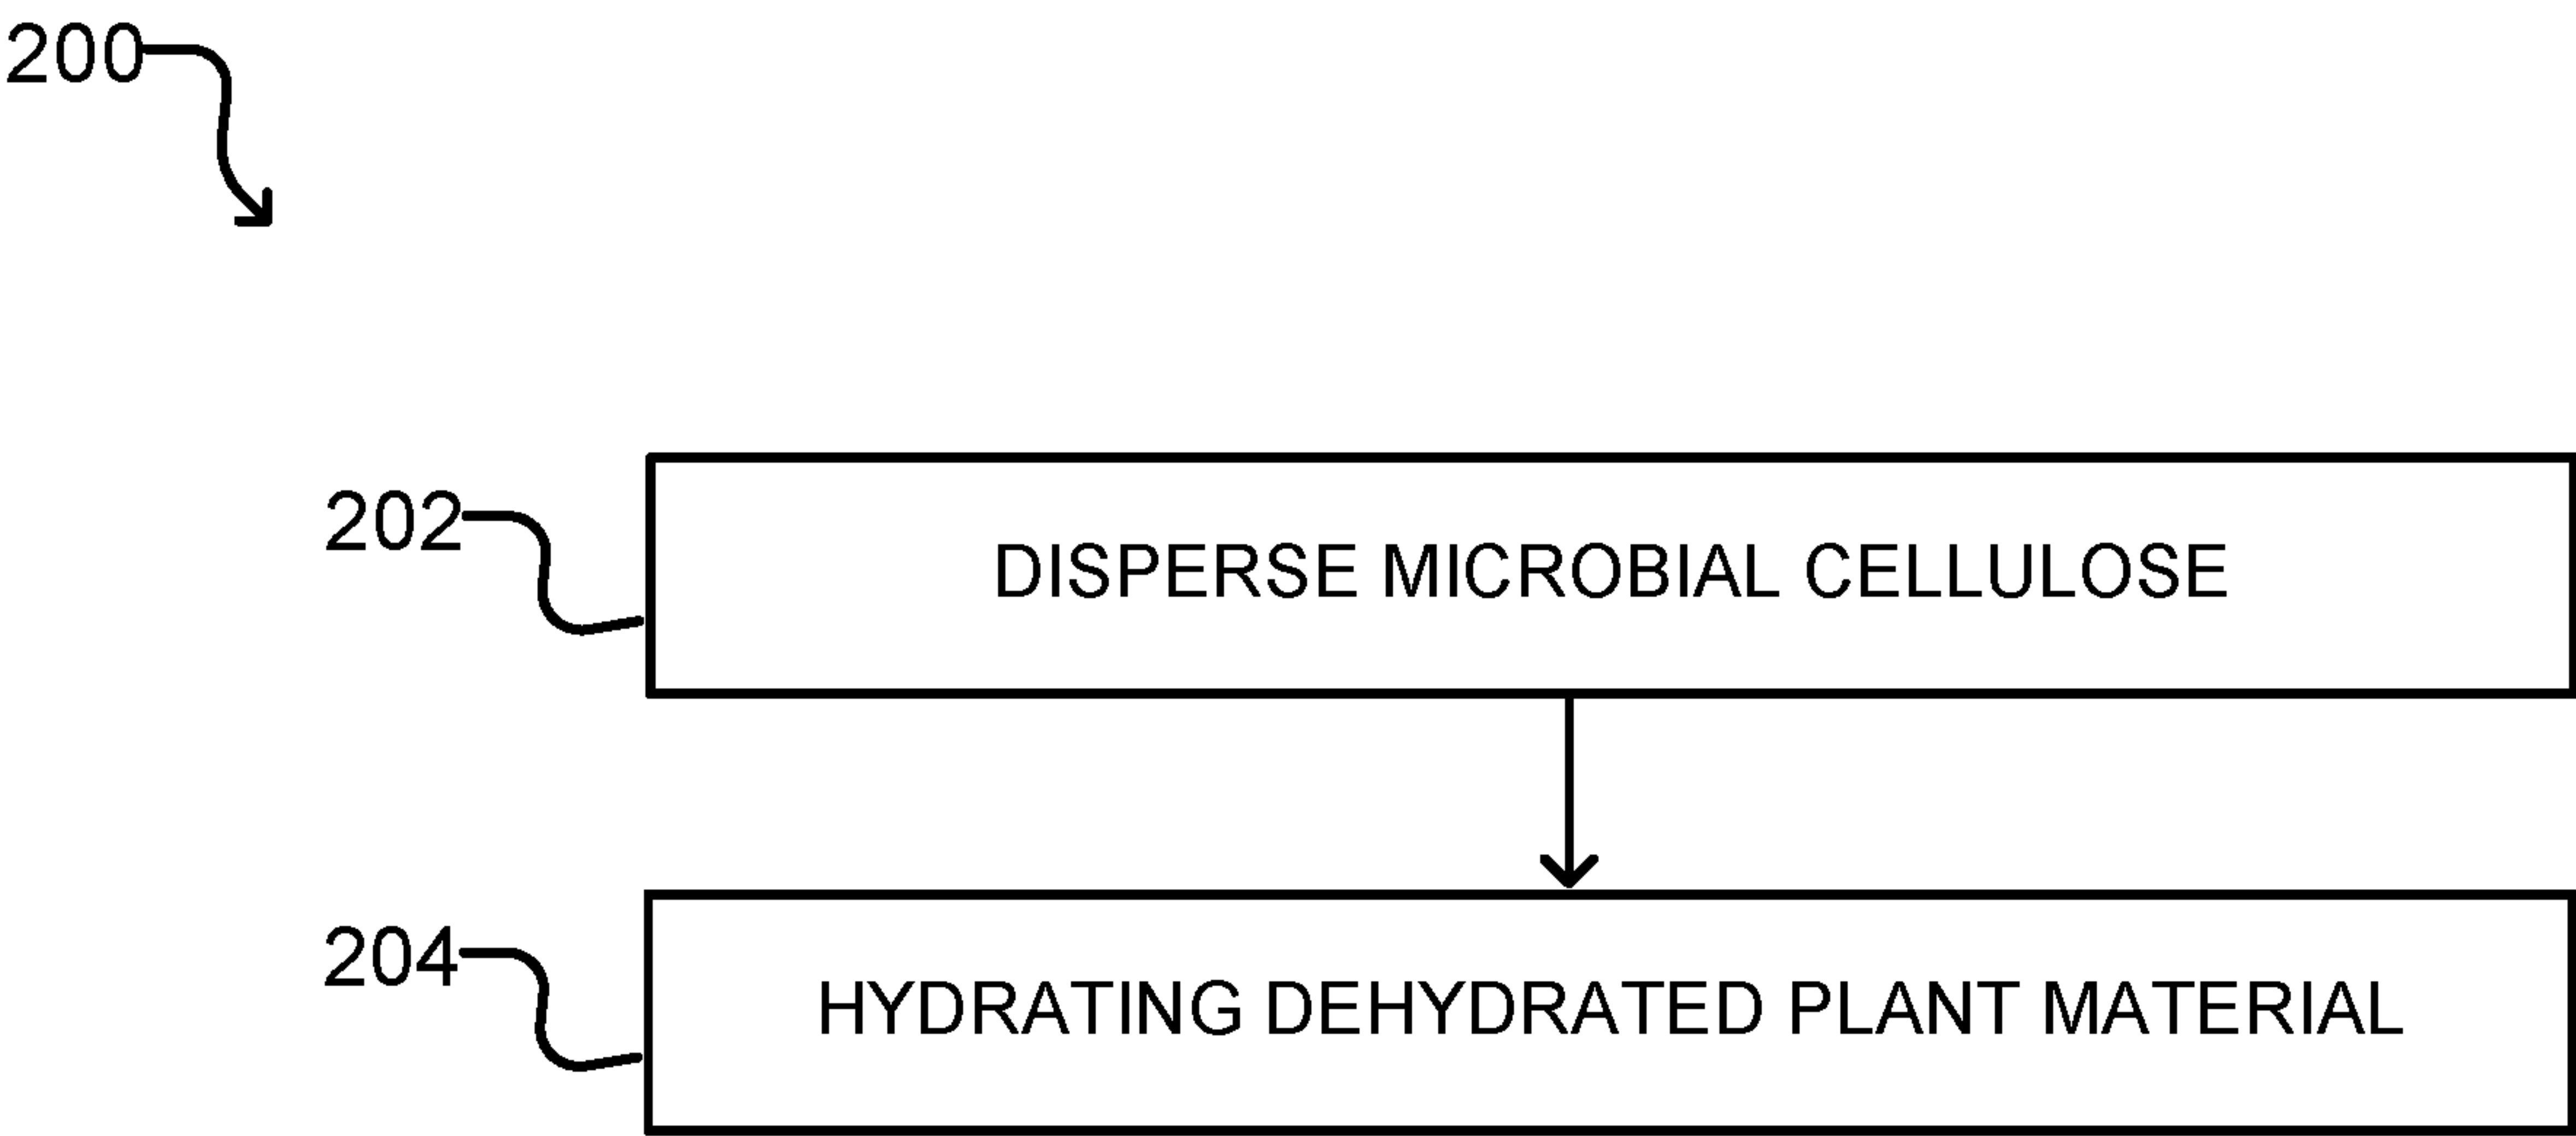 200
202
DISPERSE MICROBIAL CELLULOSE
204
HYDRATING DEHYDRATED PLANT MATERIAL